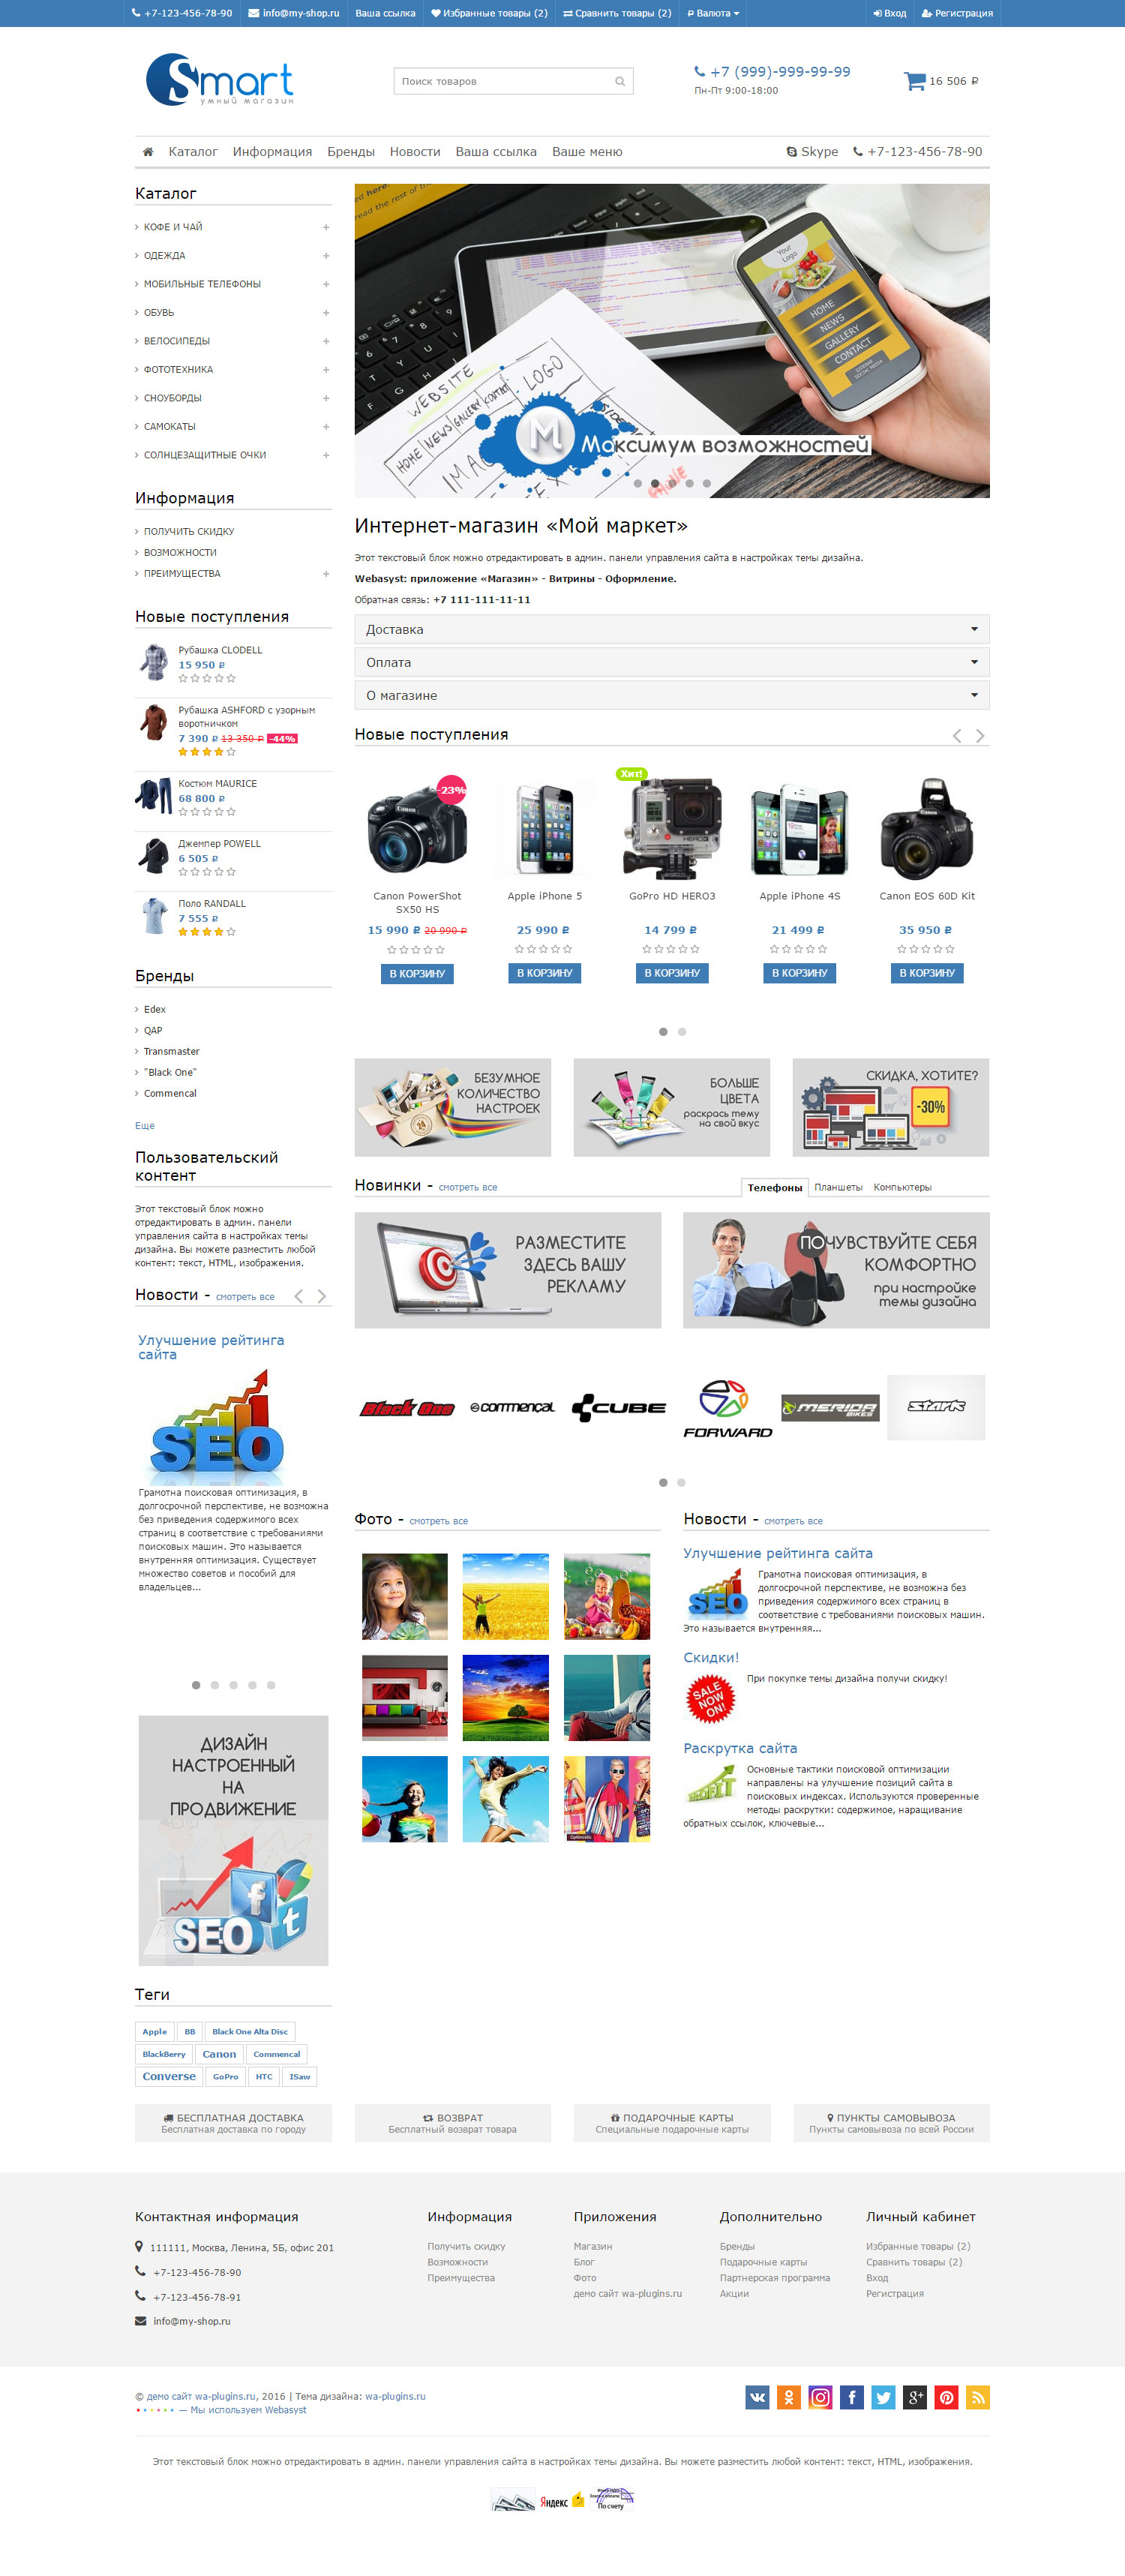 +7-123-456-78-90 info@my-shop.ru Ваша ссылка Избранные товары (2) Сравнить товары (2) ₽ Валюта Вход Регистрация
Smart
умный магазин
Поиск товаров
+7 (999)-999-99-99
Пн-Пт 9:00-18:00
16 506 ₽
Каталог Информация Бренды Новости Ваша ссылка Ваше меню Skype +7-123-456-78-90
Каталог
КОФЕ И ЧАЙ
ОДЕЖДА
МОБИЛЬНЫЕ ТЕЛЕФОНЫ
ОБУВЬ
ВЕЛОСИПЕДЫ
ФОТОТЕХНИКА
СНОУБОРДЫ
САМОКАТЫ
СОЛНЦЕЗАЩИТНЫЕ ОЧКИ
Информация
ПОЛУЧИТЬ СКИДКУ
ВОЗМОЖНОСТИ
ПРЕИМУЩЕСТВА
Новые поступления
Рубашка CLODELL
15 950 ₽
Рубашка ASHFORD с узорным
воротничком
7 390 ₽ 13 350 ₽ -44%
Костюм MAURICE
68 800 ₽
Джемпер POWELL
6 505 ₽
Поло RANDALL
7 555 ₽
Бренды
Edex
QAP
Transmaster
"Black One"
Commencal
Еще
Пользовательский
контент
Этот текстовый блок можно
отредактировать в админ. панели
управления сайта в настройках темы
дизайна. Вы можете разместить любой
контент: текст, HTML, изображения.
Новости - смотреть все
Улучшение рейтинга
сайта
SEO
Грамотна поисковая оптимизация, в
долгосрочной перспективе, не возможна
без приведения содержимого всех
страниц в соответствие с требованиями
поисковых машин. Это называется
внутренняя оптимизация. Существует
множество советов и пособий для
владельцев...
ДИЗАЙН
НАСТРОЕННЫЙ
НА
ПРОДВИЖЕНИЕ
SEO
Теги
Apple BB Black One Alta Disc
BlackBerry Canon Commencal
Converse GoPro HTC ISaw
Your
Logo
HOME
NEWS
GALLERY
CONTACT
WEBSITE
LOGO
HOME NEWS GALLERY CONTACT
M
Максимум возможностей
Интернет-магазин «Мой маркет»
Этот текстовый блок можно отредактировать в админ. панели управления сайта в настройках темы дизайна.
Webasyst: приложение «Магазин» - Витрины - Оформление.
Обратная связь: +7 111-111-11-11
Доставка
Оплата
О магазине
Новые поступления
-23%
Хит!
Canon PowerShot
SX50 HS
15 990 ₽ 20 990 ₽
В КОРЗИНУ
Apple iPhone 5
25 990 ₽
В КОРЗИНУ
GoPro HD HERO3
14 799 ₽
В КОРЗИНУ
Apple iPhone 4S
21 499 ₽
В КОРЗИНУ
Canon EOS 60D Kit
35 950 ₽
В КОРЗИНУ
БЕЗУМНОЕ
КОЛИЧЕСТВО
НАСТРОЕК
БОЛЬШЕ
ЦВЕТА
раскрась тему
на свой вкус
СКИДКА, ХОТИТЕ?
-30%
Новинки - смотреть все Телефоны Планшеты Компьютеры
РАЗМЕСТИТЕ
ЗДЕСЬ ВАШУ
РЕКЛАМУ
ПОЧУВСТВУЙТЕ СЕБЯ
КОМФОРТНО
при настройке
темы дизайна
Black One COMMENCAL CUBE FORWARD MERIDA BIKES STARK
Фото - смотреть все
Новости - смотреть все
Улучшение рейтинга сайта
SEO
Грамотна поисковая оптимизация, в
долгосрочной перспективе, не возможна без
приведения содержимого всех страниц в
соответствие с требованиями поисковых машин.
Это называется внутренняя...
Скидки!
SALE
NOW
ON!
При покупке темы дизайна получи скидку!
Раскрутка сайта
PROFIT
Основные тактики поисковой оптимизации
направлены на улучшение позиций сайта в
поисковых индексах. Используются проверенные
методы раскрутки: содержимое, наращивание
обратных ссылок, ключевые...
БЕСПЛАТНАЯ ДОСТАВКА
Бесплатная доставка по городу
ВОЗВРАТ
Бесплатный возврат товара
ПОДАРОЧНЫЕ КАРТЫ
Специальные подарочные карты
ПУНКТЫ САМОВЫВОЗА
Пункты самовывоза по всей России
Контактная информация
111111, Москва, Ленина, 5Б, офис 201
+7-123-456-78-90
+7-123-456-78-91
info@my-shop.ru
Информация
Получить скидку
Возможности
Преимущества
Приложения
Магазин
Блог
Фото
демо сайт wa-plugins.ru
Дополнительно
Бренды
Подарочные карты
Партнерская программа
Акции
Личный кабинет
Избранные товары (2)
Сравнить товары (2)
Вход
Регистрация
© демо сайт wa-plugins.ru, 2016 | Тема дизайна: wa-plugins.ru
— Мы используем Webasyst
Этот текстовый блок можно отредактировать в админ. панели управления сайта в настройках темы дизайна. Вы можете разместить любой контент: текст, HTML, изображения.
Яндекс
По счету